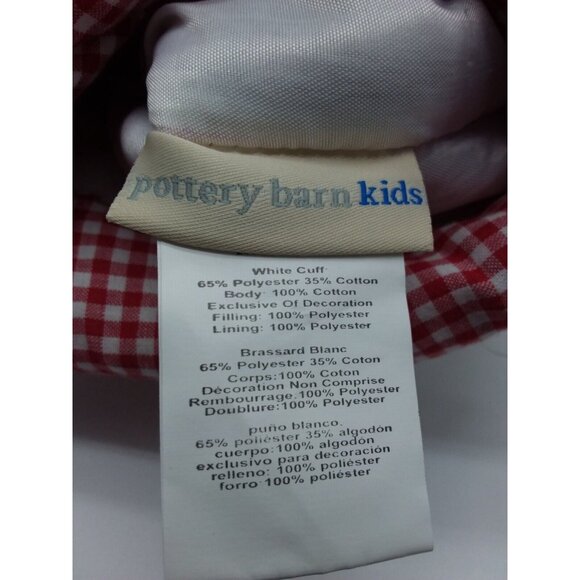 pottery barn kids
White Cuff
65% Polyester 35% Cotton
Body: 100% Cotton
Exclusive Of Decoration
Filling: 100% Polyester
Lining: 100% Polyester
Brassard Blanc
65% Polyester 35% Coton
Corps:100% Coton
Décoration Non Comprise
Rembourrage:100% Polyester
Doublure:100% Polyester
puño blanco.
65% poliéster 35% algodón
cuerpo:100% algodón
exclusivo para decoración
relleno: 100% poliéster
forro:100% poliéster